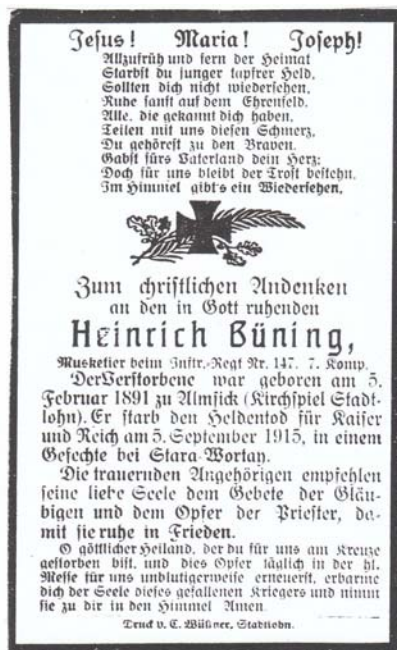 Jesus! Maria! Joseph!
Allzufrüh und fern der Heimat
Starbst du junger tapfrer Held,
Sollten dich nicht wiedersehen,
Ruhe sanft auf dem Ehrenfeld.
Alle, die gekannt dich haben,
Teilen mit uns diesen Schmerz,
Du gehörst zu den Braven,
Gabst fürs Vaterland dein Herz:
Doch für uns bleibt der Trost bestehn,
Im Himmel gibt's ein Wiedersehen.
Zum christlichen Andenken
an den in Gott ruhenden
Heinrich Büning,
Musketier beim Inftr.-Regt Nr. 147. 7. Komp.
Der Verstorbene war geboren am 5.
Februar 1891 zu Almsick (Kirchspiel Stadt-
lohn). Er starb den Heldentod für Kaiser
und Reich am 5. September 1915, in einem
Gefechte bei Stara-Wortay.
Die trauernden Angehörigen empfehlen
seine liebe Seele dem Gebete der Gläu-
bigen und dem Opfer der Priester, da-
mit sie ruhe in Frieden.
O göttlicher Heiland, der du für uns am Kreuze
gestorben bist, und dies Opfer täglich in der hl.
Messe für uns unblutigerweise erneuerst, erbarme
dich der Seele dieses gefallenen Kriegers und nimm
sie zu dir in den Himmel Amen.
Druck v. C. Wüllner, Stadtlohn.